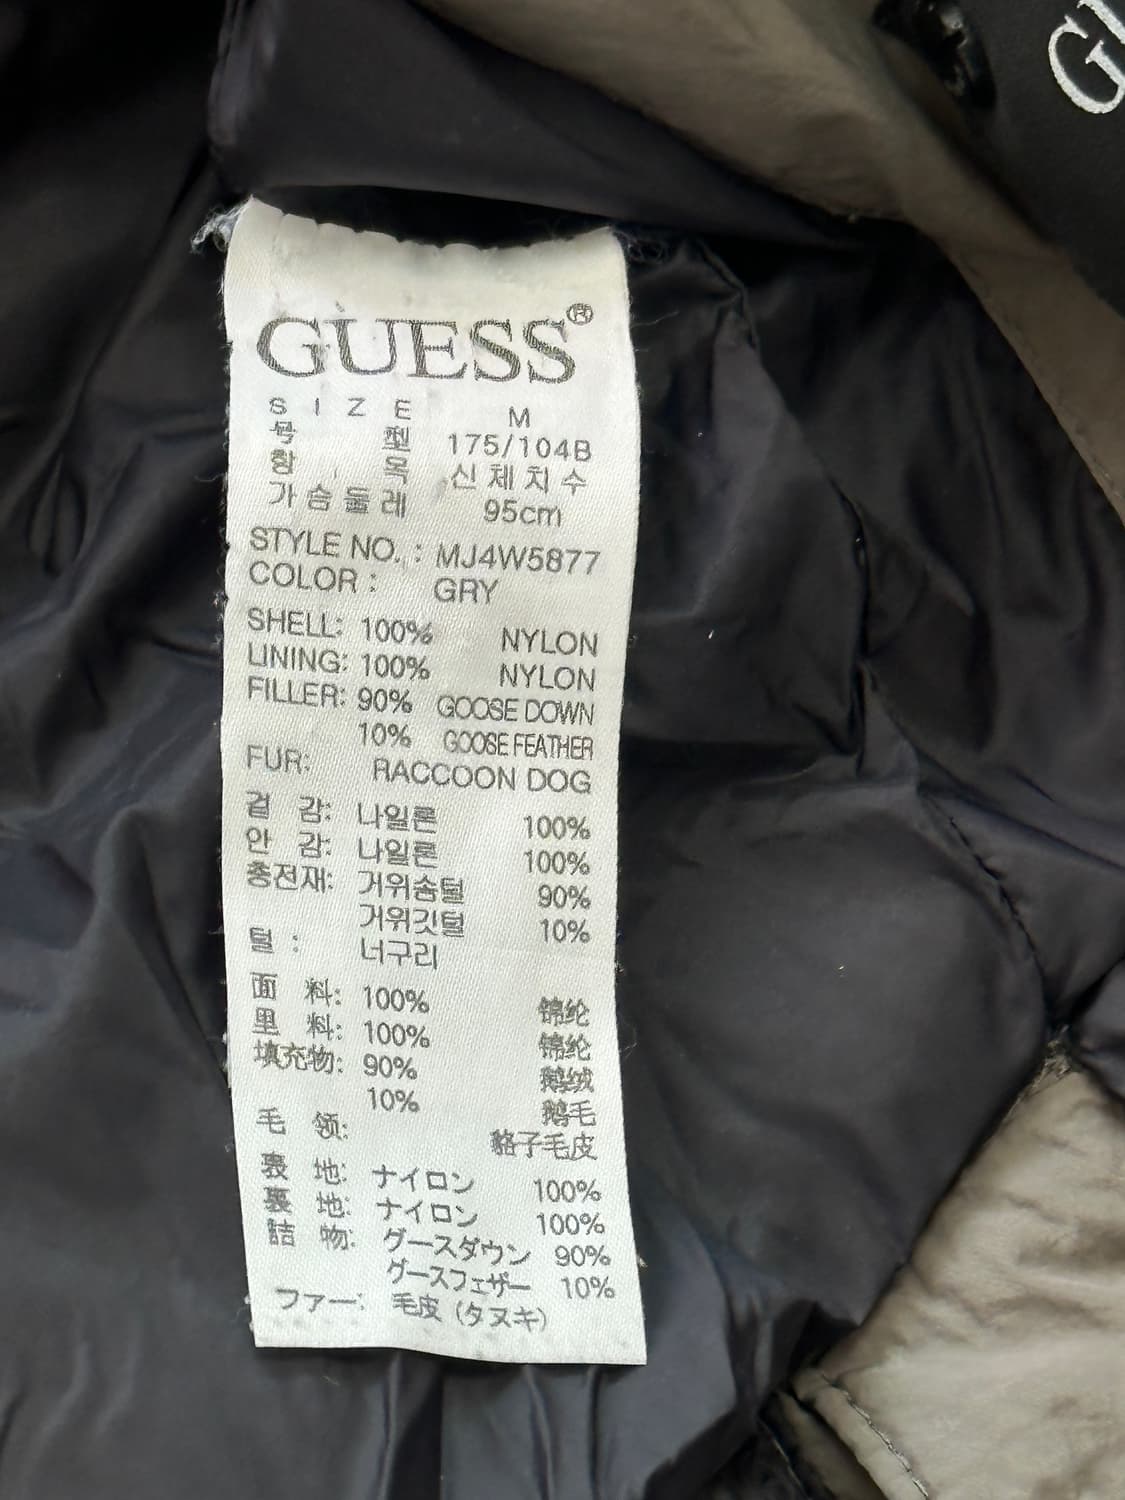 GU
GUESS®
SIZE M
号 型 175/104B
항 목 신체치수
가슴둘레 95cm
STYLE NO. : MJ4W5877
COLOR : GRY
SHELL: 100% NYLON
LINING: 100% NYLON
FILLER: 90% GOOSE DOWN
10% GOOSE FEATHER
FUR: RACCOON DOG
겉 감: 나일론 100%
안 감: 나일론 100%
충전재: 거위솜털 90%
거위깃털 10%
털 : 너구리
面 料: 100% 锦纶
里 料: 100% 锦纶
填充物: 90% 鹅绒
10% 鹅毛
毛 领: 貉子毛皮
表 地: ナイロン 100%
裏 地: ナイロン 100%
詰 物: グースダウン 90%
グースフェザー 10%
ファー: 毛皮 (タヌキ)